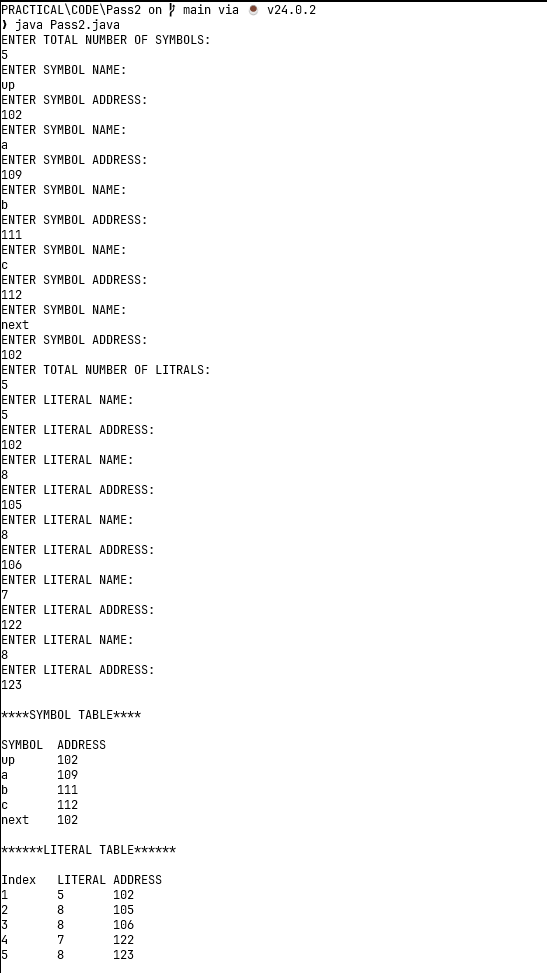 PRACTICAL\CODE\Pass2 on main via v24.0.2
❯ java Pass2.java
ENTER TOTAL NUMBER OF SYMBOLS:
5
ENTER SYMBOL NAME:
up
ENTER SYMBOL ADDRESS:
102
ENTER SYMBOL NAME:
a
ENTER SYMBOL ADDRESS:
109
ENTER SYMBOL NAME:
b
ENTER SYMBOL ADDRESS:
111
ENTER SYMBOL NAME:
c
ENTER SYMBOL ADDRESS:
112
ENTER SYMBOL NAME:
next
ENTER SYMBOL ADDRESS:
102
ENTER TOTAL NUMBER OF LITRALS:
5
ENTER LITERAL NAME:
5
ENTER LITERAL ADDRESS:
102
ENTER LITERAL NAME:
8
ENTER LITERAL ADDRESS:
105
ENTER LITERAL NAME:
8
ENTER LITERAL ADDRESS:
106
ENTER LITERAL NAME:
7
ENTER LITERAL ADDRESS:
122
ENTER LITERAL NAME:
8
ENTER LITERAL ADDRESS:
123
****SYMBOL TABLE****
SYMBOL ADDRESS
up 102
a 109
b 111
c 112
next 102
******LITERAL TABLE******
Index LITERAL ADDRESS
1 5 102
2 8 105
3 8 106
4 7 122
5 8 123